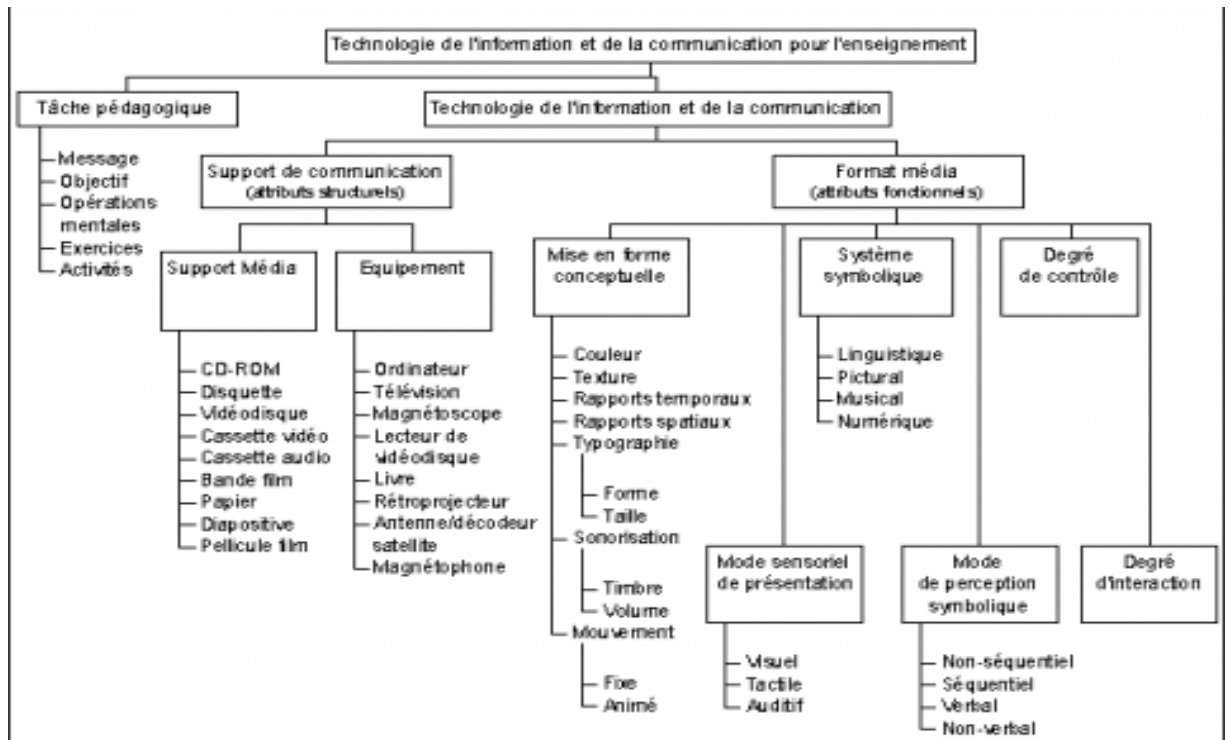 Technologie de l'information et de la communication pour l'enseignement
Tâche pédagogique
Technologie de l'information et de la communication
Message
Objectif
Opérations
mentales
Exercices
Activités
Support de communication
(attributs structurels)
Format média
(attributs fonctionnels)
Support Média
Equipement
Mise en forme
conceptuelle
Système
symbolique
Degré
de contrôle
CD-ROM
Disquette
Vidéodisque
Cassette vidéo
Cassette audio
Bande film
Papier
Diapositive
Pellicule film
Ordinateur
Télévision
Magnétoscope
Lecteur de
vidéodisque
Livre
Rétroprojecteur
Antenne/décodeur
satellite
Magnétophone
Couleur
Texture
Rapports temporaux
Rapports spatiaux
Typographie
Forme
Taille
Sonorisation
Timbre
Volume
Mouvement
Fixe
Animé
Linguistique
Pictural
Musical
Numérique
Mode sensoriel
de présentation
Mode
de perception
symbolique
Degré
d'interaction
Visuel
Tactile
Auditif
Non-séquentiel
Séquentiel
Verbal
Non-verbal